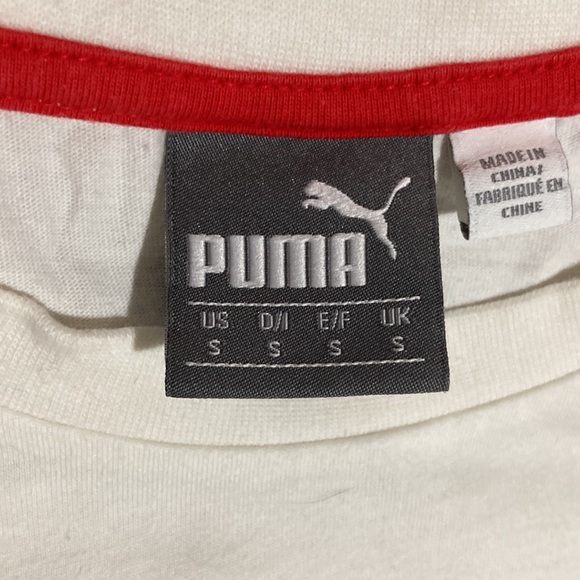 PUMA
US D/I E/F UK
S S S S
MADE IN
CHINA/
FABRIQUÉ EN
CHINE